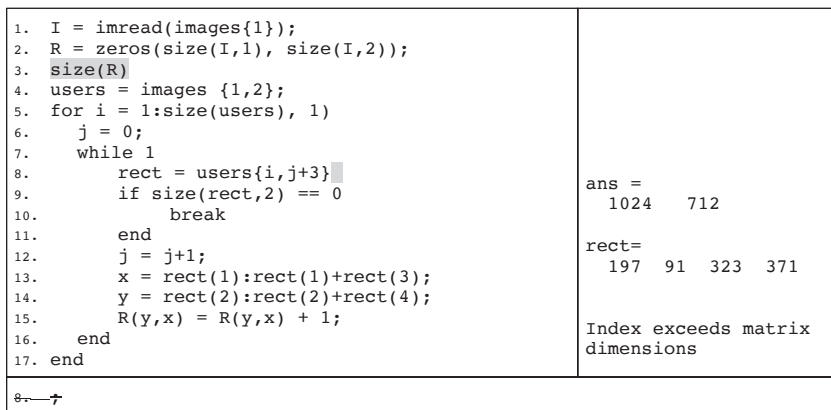 1. I = imread(images{1});
2. R = zeros(size(I,1), size(I,2));
3. size(R)
4. users = images {1,2};
5. for i = 1:size(users), 1)
6. j = 0;
7. while 1
8. rect = users{i,j+3}
9. if size(rect,2) == 0
10. break
11. end
12. j = j+1;
13. x = rect(1):rect(1)+rect(3);
14. y = rect(2):rect(2)+rect(4);
15. R(y,x) = R(y,x) + 1;
16. end
17. end
ans =
1024 712
rect=
197 91 323 371
Index exceeds matrix
dimensions
8. ;